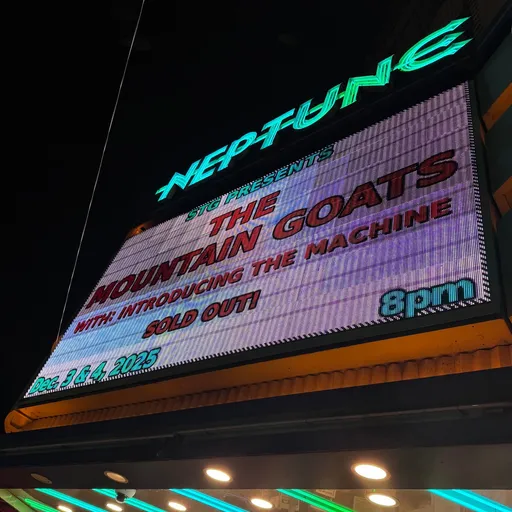 NEPTUNE
STG PRESENTS
THE
MOUNTAIN GOATS
WITH: INTRODUCING THE MACHINE
SOLD OUT!
8pm
Dec. 3 & 4, 2025